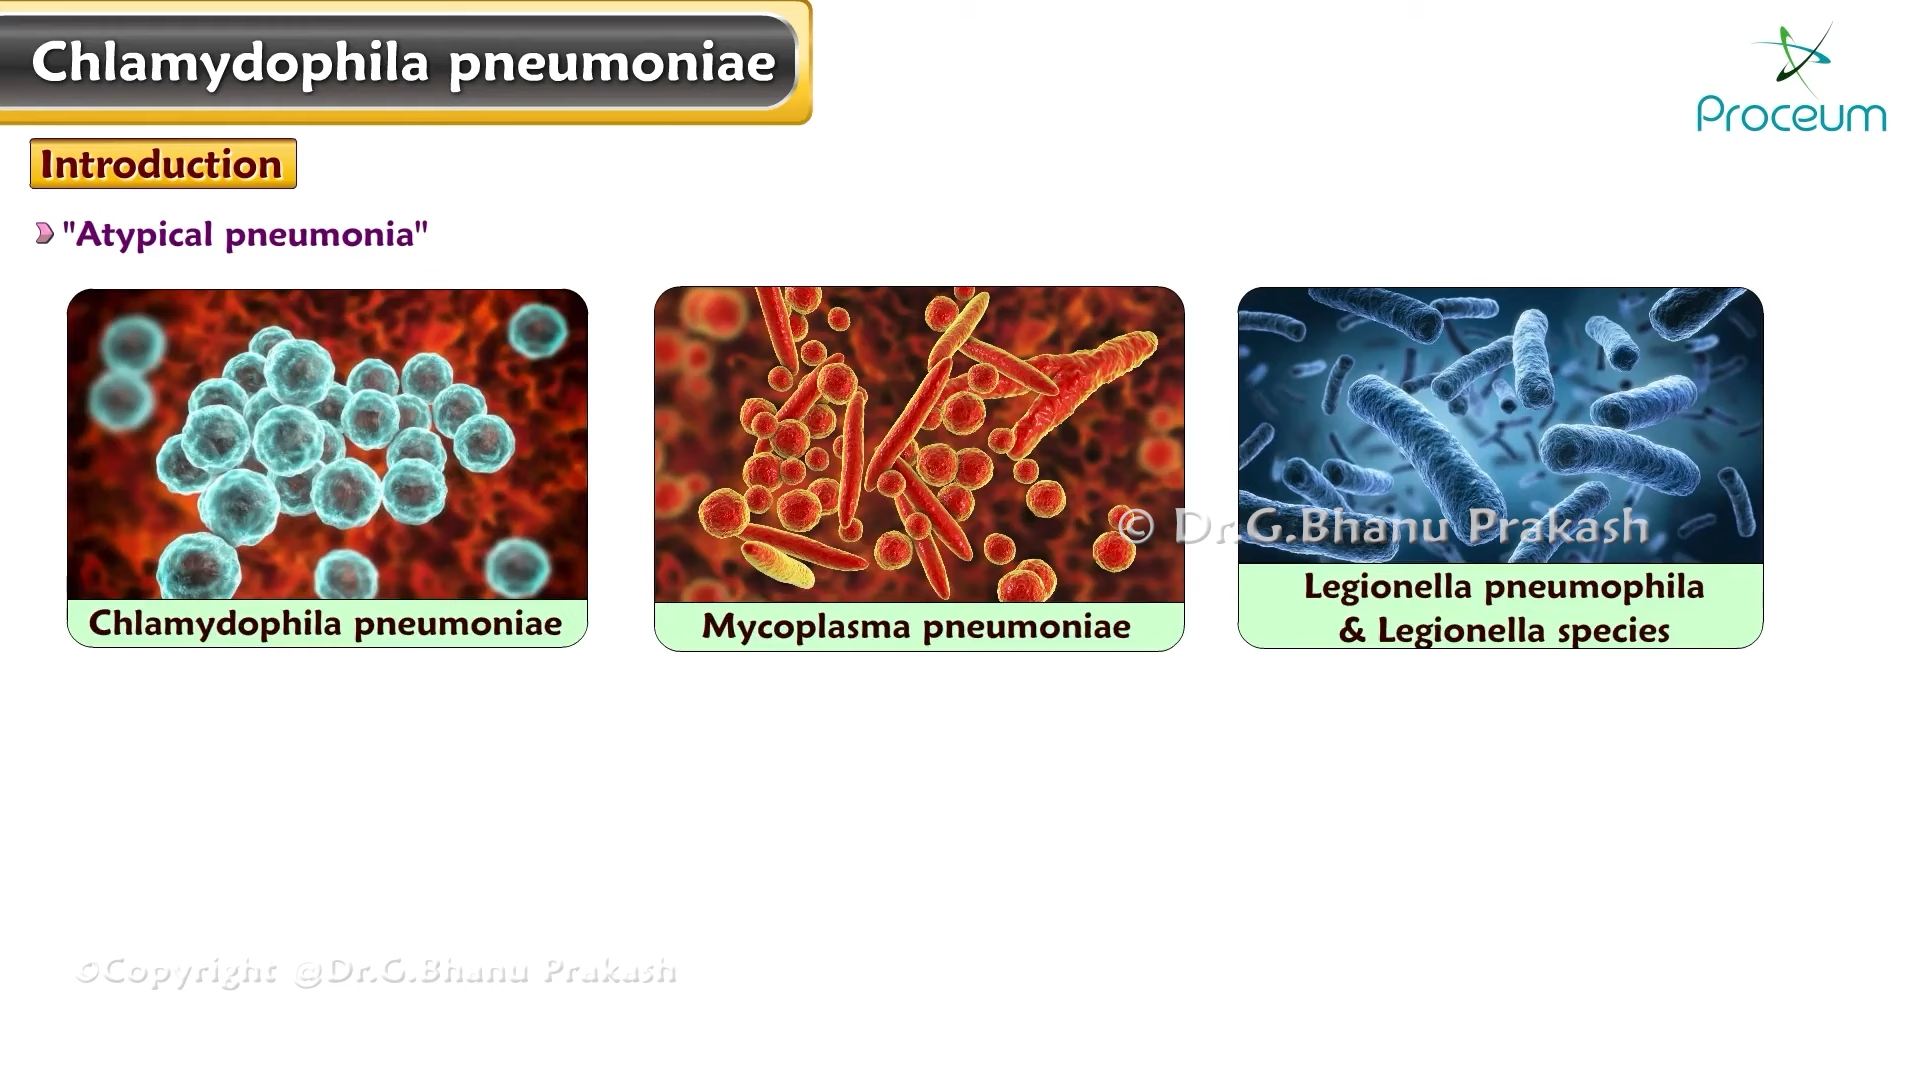 Chlamydophila pneumoniae
Proceum
Introduction
"Atypical pneumonia"
© Dr.G.Bhanu Prakash
Chlamydophila pneumoniae
Mycoplasma pneumoniae
Legionella pneumophila
& Legionella species
©Copyright @Dr.G.Bhanu Prakash